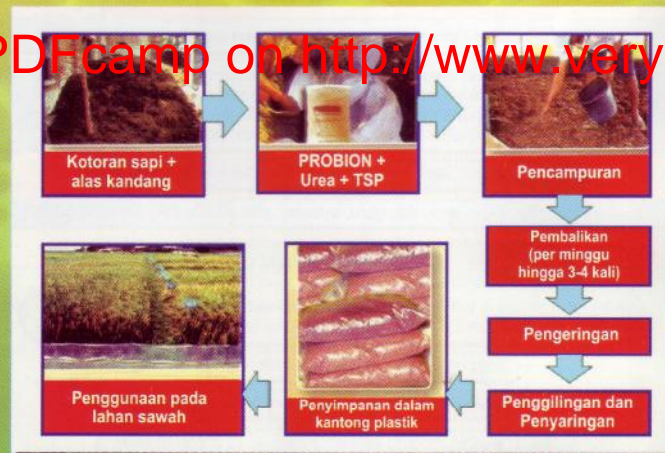 PDFcamp on http://www.very
Kotoran sapi +
alas kandang
PROBION +
Urea + TSP
Pencampuran
Pembalikan
(per minggu
hingga 3-4 kali)
Pengeringan
Penggilingan dan
Penyaringan
Penyimpanan dalam
kantong plastik
Penggunaan pada
lahan sawah